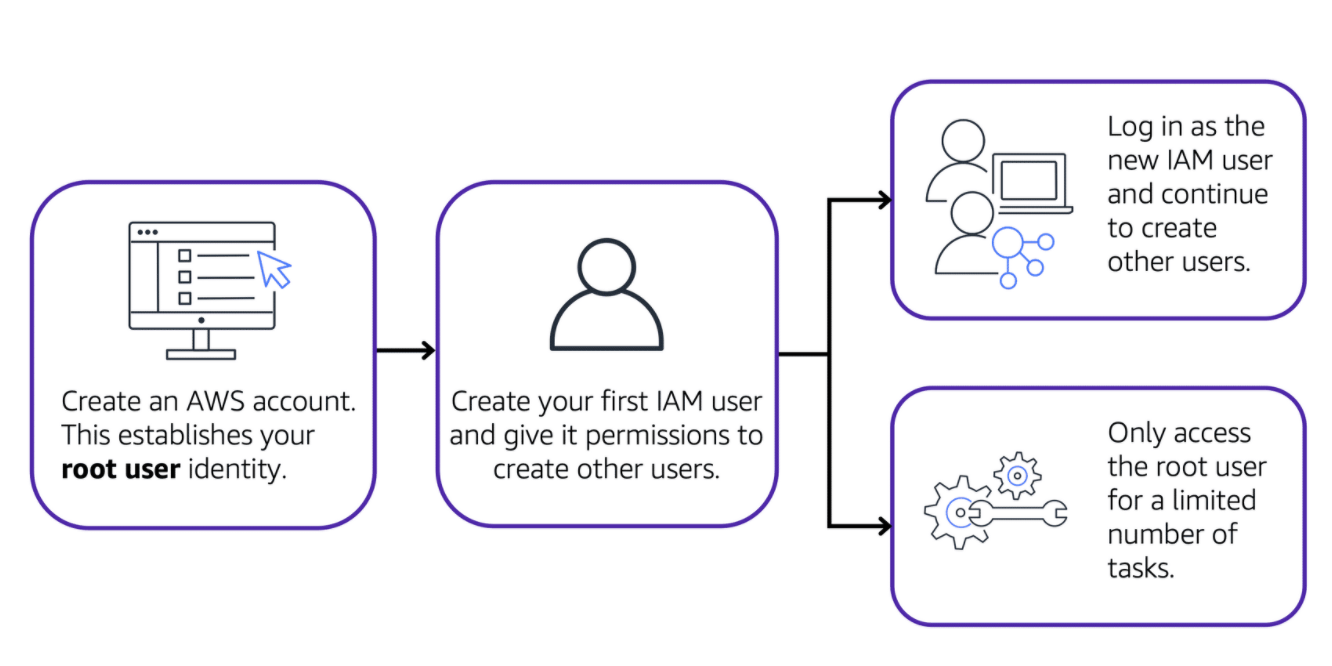 Create an AWS account.
This establishes your
root user identity.
Create your first IAM user
and give it permissions to
create other users.
Log in as the
new IAM user
and continue
to create
other users.
Only access
the root user
for a limited
number of
tasks.